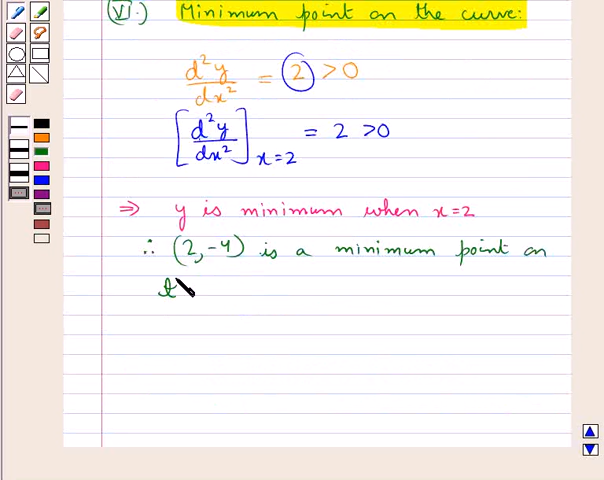 (VI.) Minimum point on the curve:
d²y/dx² = 2 > 0
[d²y/dx²]x=2 = 2 >0
⇒ y is minimum when x=2
∴ (2, -4) is a minimum point on